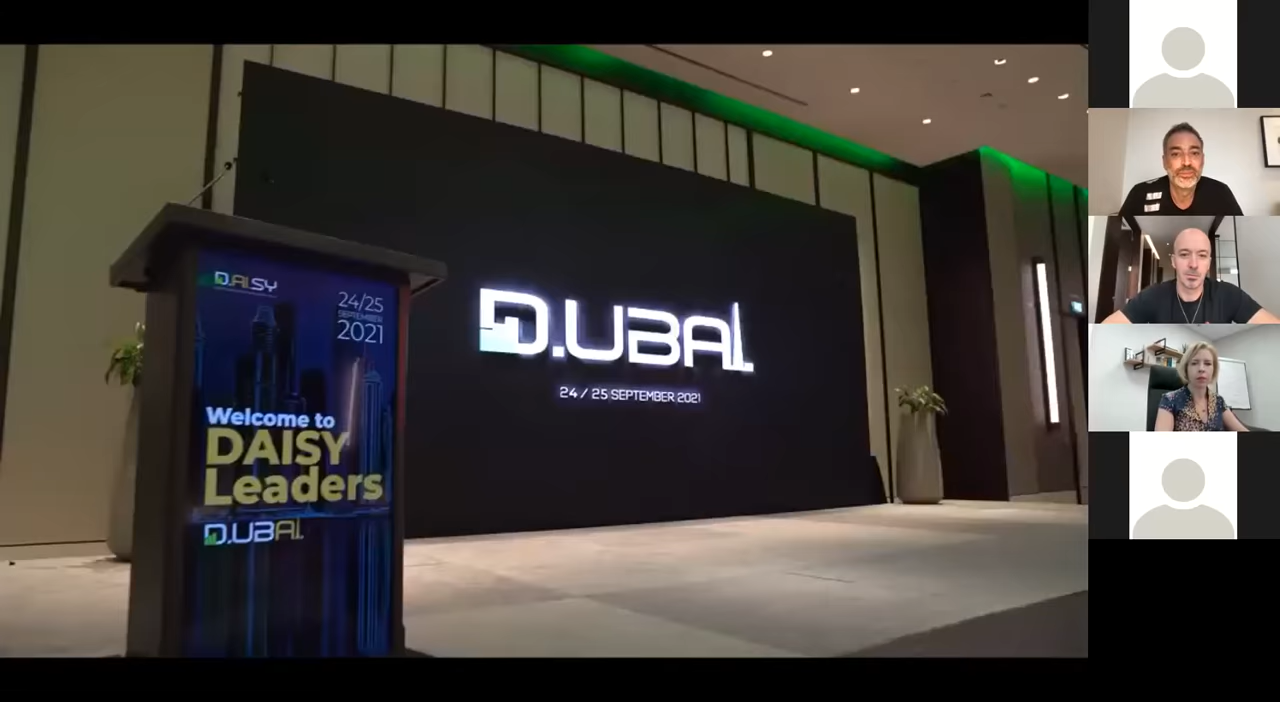 D.AI.SY
24/25
SEPTEMBER
2021
Welcome to
DAISY
Leaders
D.UBAI.
D.UBAI.
24 / 25 SEPTEMBER 2021